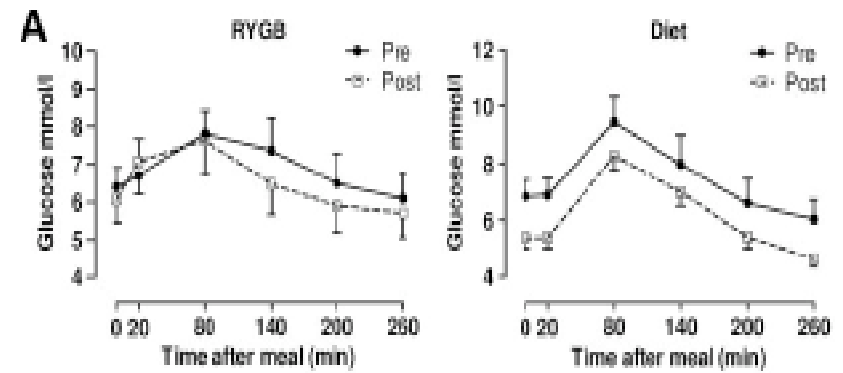 A
RYGB
Pre
Post
Glucose mmol/l
10
9
8
7
6
5
4
0 20 80 140 200 260
Time after meal (min)
Diet
Pre
Post
Glucose mmol/l
12
10
8
6
4
0 20 80 140 200 260
Time after meal (min)